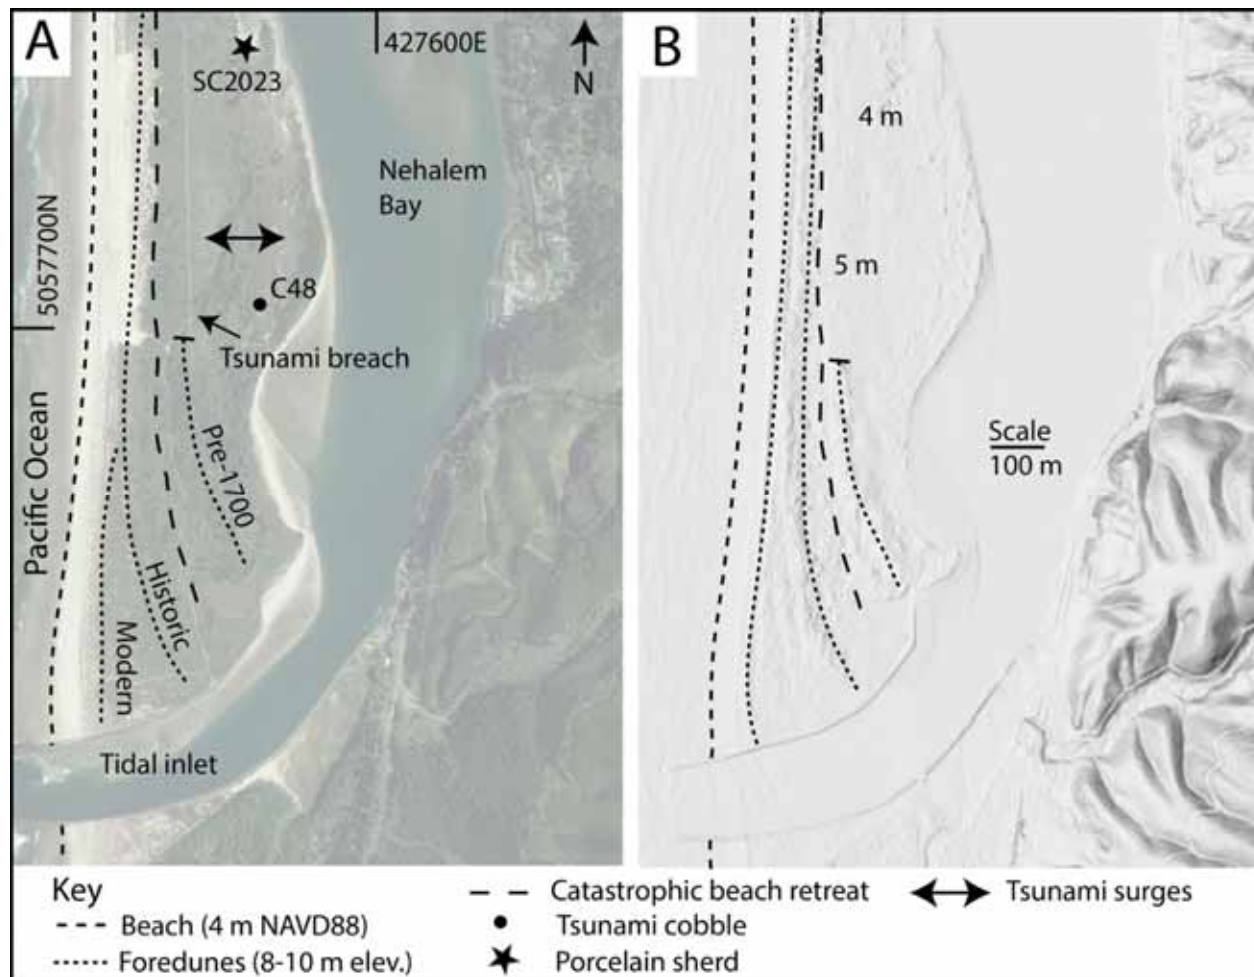 A
427600E
N
SC2023
Nehalem
Bay
5057700N
C48
Tsunami breach
Pre-1700
Pacific Ocean
Historic
Modern
Tidal inlet
B
4 m
5 m
Scale
100 m
Key
Beach (4 m NAVD88)
Foredunes (8-10 m elev.)
Catastrophic beach retreat
Tsunami cobble
Porcelain sherd
Tsunami surges